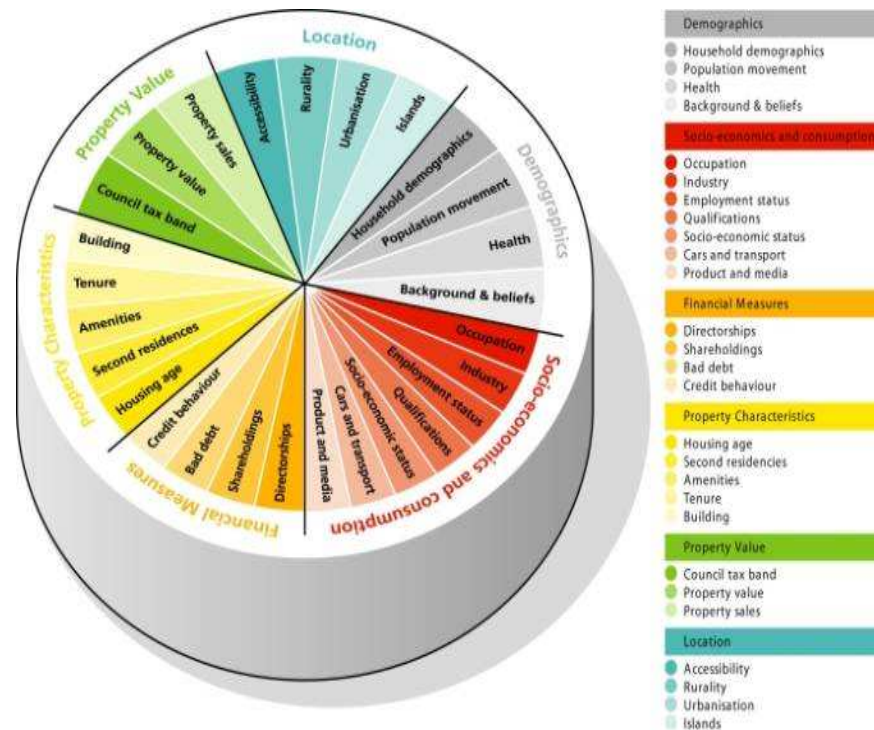 Location
Accessibility
Rurality
Urbanisation
Islands
Demographics
Household demographics
Population movement
Health
Background & beliefs
Socio-economics and consumption
Occupation
Industry
Employment status
Qualifications
Socio-economic status
Cars and transport
Product and media
Financial Measures
Directorships
Shareholdings
Bad debt
Credit behaviour
Property Characteristics
Housing age
Second residences
Amenities
Tenure
Building
Property Value
Council tax band
Property value
Property sales
Demographics
Household demographics
Population movement
Health
Background & beliefs
Socio-economics and consumption
Occupation
Industry
Employment status
Qualifications
Socio-economic status
Cars and transport
Product and media
Financial Measures
Directorships
Shareholdings
Bad debt
Credit behaviour
Property Characteristics
Housing age
Second residencies
Amenities
Tenure
Building
Property Value
Council tax band
Property value
Property sales
Location
Accessibility
Rurality
Urbanisation
Islands